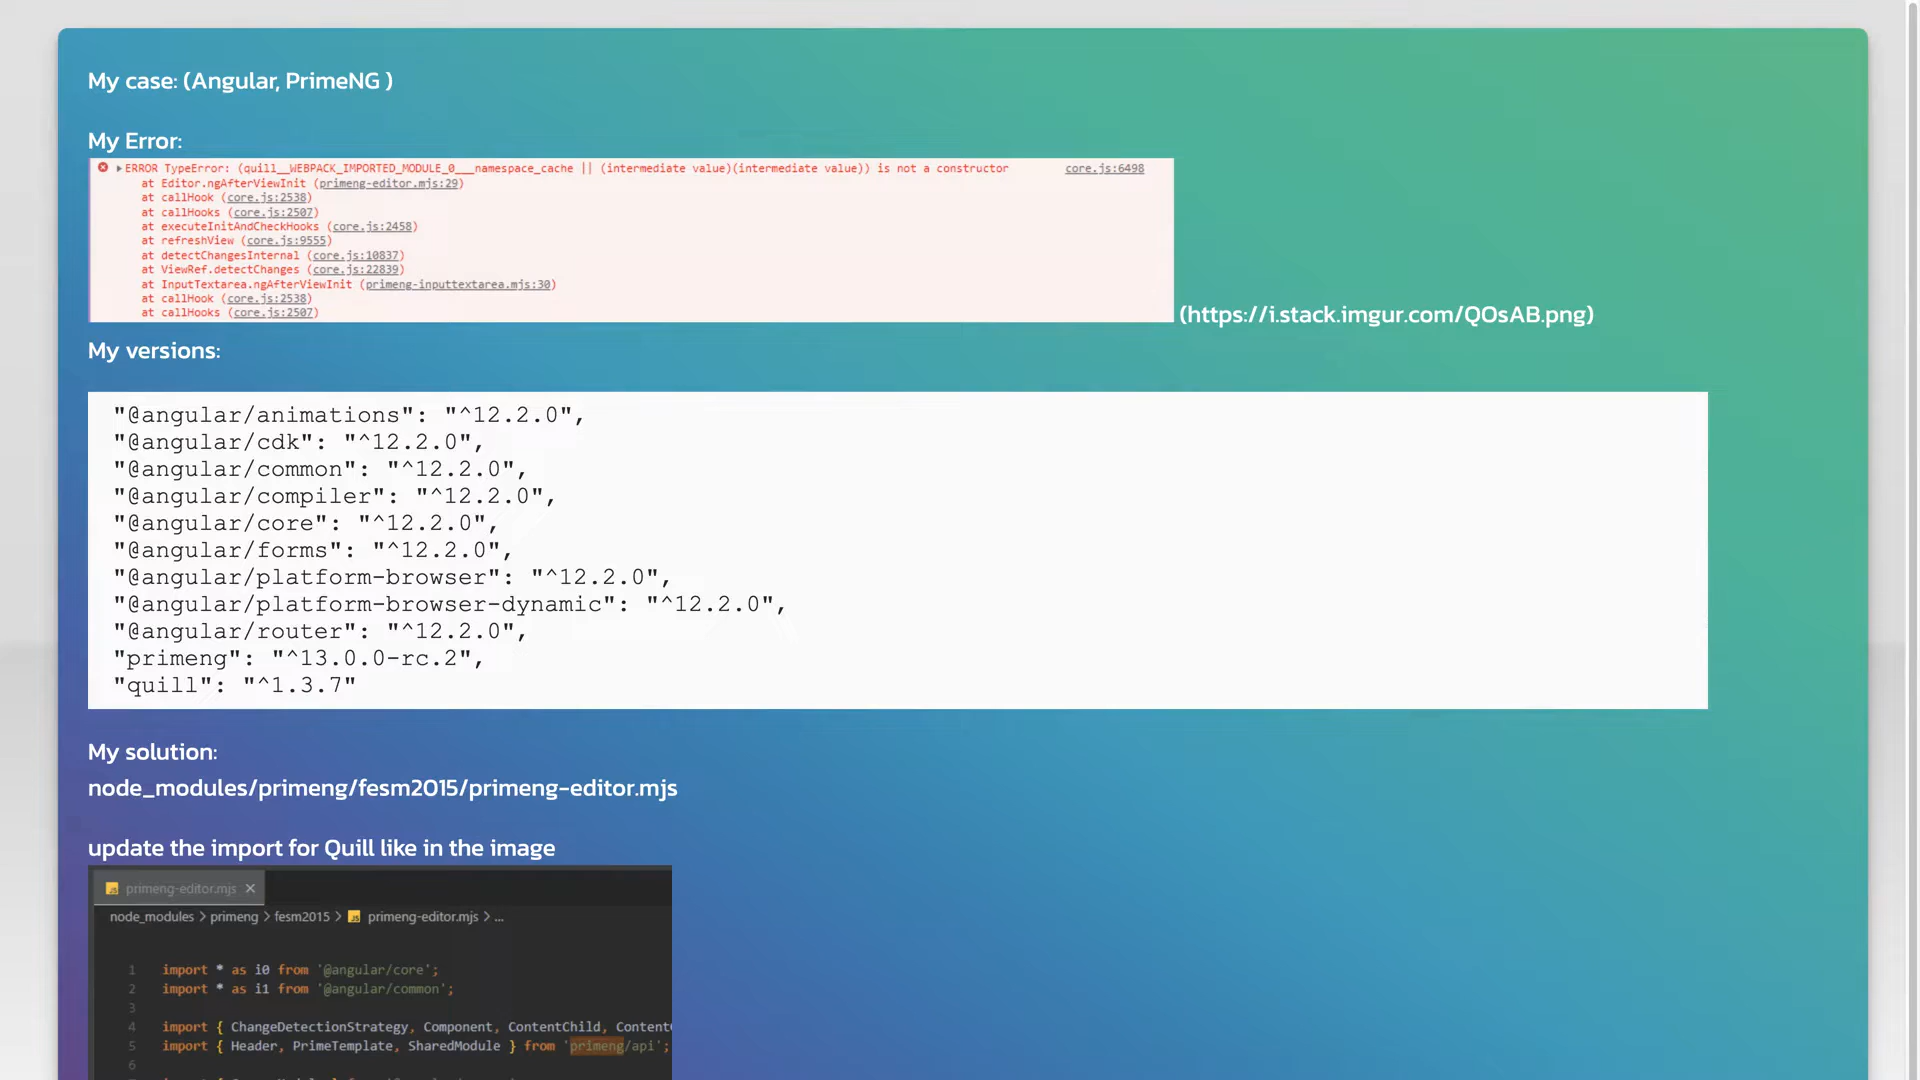 My case: (Angular, PrimeNG )
My Error:
ERROR TypeError: (quill__WEBPACK_IMPORTED_MODULE_0___namespace_cache || (intermediate value)(intermediate value)) is not a constructor core.js:6498
at Editor.ngAfterViewInit (primeng-editor.mjs:29)
at callHook (core.js:2538)
at callHooks (core.js:2507)
at executeInitAndCheckHooks (core.js:2458)
at refreshView (core.js:9555)
at detectChangesInternal (core.js:10837)
at ViewRef.detectChanges (core.js:22839)
at InputTextarea.ngAfterViewInit (primeng-inputtextarea.mjs:30)
at callHook (core.js:2538)
at callHooks (core.js:2507)
(https://i.stack.imgur.com/QOsAB.png)
My versions:
"@angular/animations": "^12.2.0",
"@angular/cdk": "^12.2.0",
"@angular/common": "^12.2.0",
"@angular/compiler": "^12.2.0",
"@angular/core": "^12.2.0",
"@angular/forms": "^12.2.0",
"@angular/platform-browser": "^12.2.0",
"@angular/platform-browser-dynamic": "^12.2.0",
"@angular/router": "^12.2.0",
"primeng": "^13.0.0-rc.2",
"quill": "^1.3.7"
My solution:
node_modules/primeng/fesm2015/primeng-editor.mjs
update the import for Quill like in the image
JS primeng-editor.mjs ×
node_modules > primeng > fesm2015 > JS primeng-editor.mjs > ...
1 import * as i0 from '@angular/core';
2 import * as i1 from '@angular/common';
3
4 import { ChangeDetectionStrategy, Component, ContentChild, Content
5 import { Header, PrimeTemplate, SharedModule } from 'primeng/api';
6